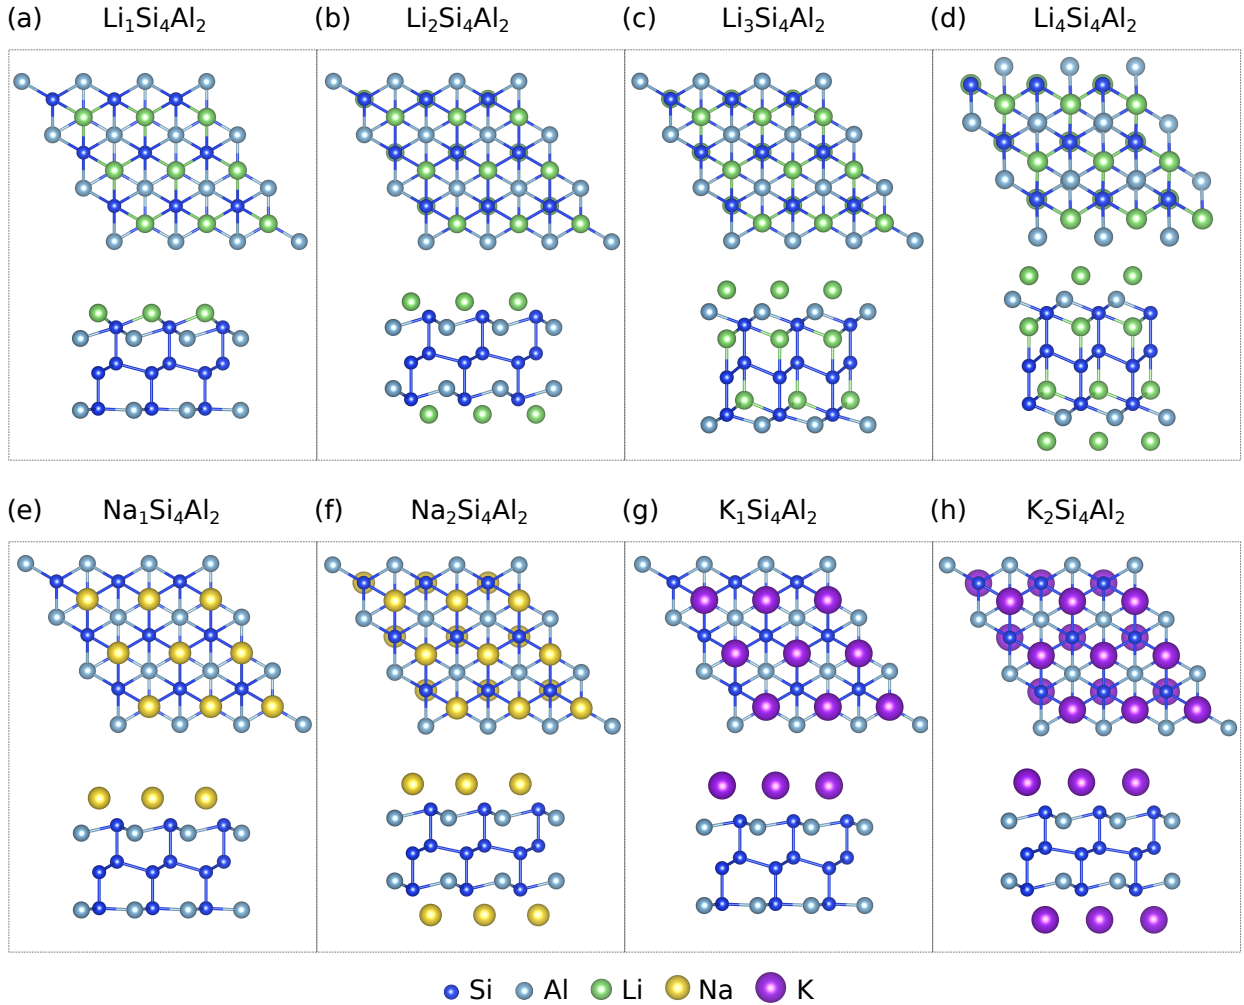 (a) Li₁Si₄Al₂ (b) Li₂Si₄Al₂ (c) Li₃Si₄Al₂ (d) Li₄Si₄Al₂
(e) Na₁Si₄Al₂ (f) Na₂Si₄Al₂ (g) K₁Si₄Al₂ (h) K₂Si₄Al₂
Si Al Li Na K